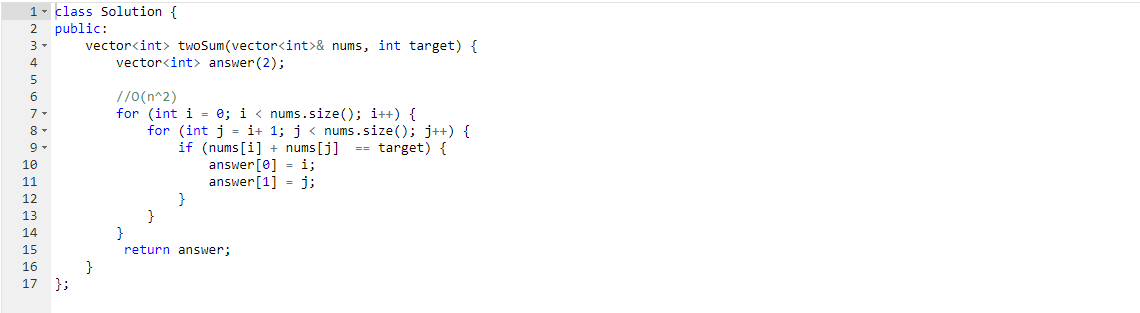 1 class Solution {
2 public:
3     vector<int> twoSum(vector<int>& nums, int target) {
4         vector<int> answer(2);
5
6         //O(n^2)
7         for (int i = 0; i < nums.size(); i++) {
8             for (int j = i+ 1; j < nums.size(); j++) {
9                 if (nums[i] + nums[j]  == target) {
10                     answer[0] = i;
11                     answer[1] = j;
12                 }
13             }
14         }
15          return answer;
16     }
17 };